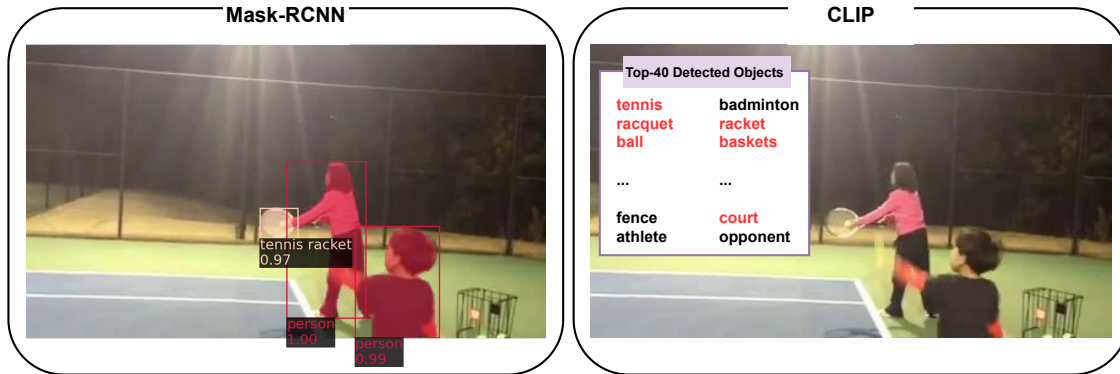 Mask-RCNN
tennis racket
0.97
person
1.00
person
0.99
CLIP
Top-40 Detected Objects
tennis badminton
racquet racket
ball baskets
... ...
fence court
athlete opponent